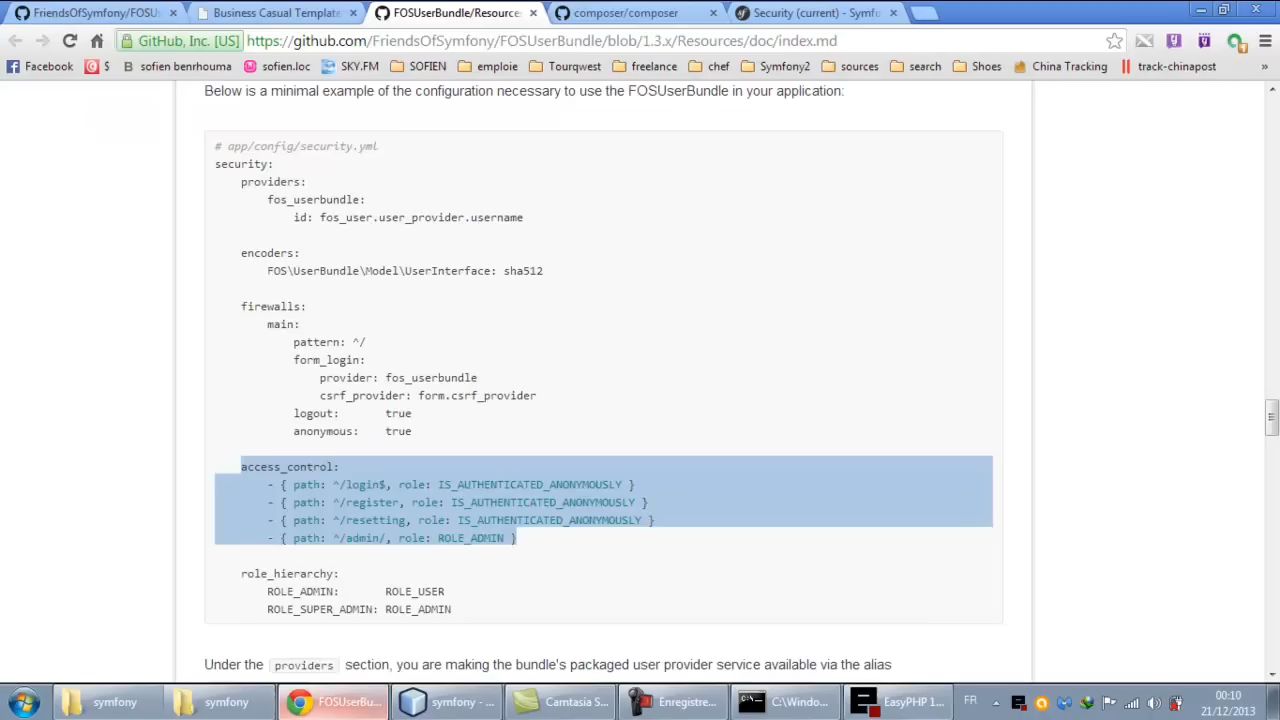 FriendsOfSymfony/FOSU
Business Casual Template
FOSUserBundle/Resource
composer/composer
Security (current) - Symfo
GitHub, Inc. [US]
https://github.com/FriendsOfSymfony/FOSUserBundle/blob/1.3.x/Resources/doc/index.md
Facebook
$
sofien benrhouma
sofien.loc
SKY.FM
SOFIEN
emploie
Tourqwest
freelance
chef
Symfony2
sources
search
Shoes
China Tracking
track-chinapost
»
Below is a minimal example of the configuration necessary to use the FOSUserBundle in your application:
# app/config/security.yml
security:
providers:
fos_userbundle:
id: fos_user.user_provider.username
encoders:
FOS\UserBundle\Model\UserInterface: sha512
firewalls:
main:
pattern: ^/
form_login:
provider: fos_userbundle
csrf_provider: form.csrf_provider
logout: true
anonymous: true
access_control:
- { path: ^/login$, role: IS_AUTHENTICATED_ANONYMOUSLY }
- { path: ^/register, role: IS_AUTHENTICATED_ANONYMOUSLY }
- { path: ^/resetting, role: IS_AUTHENTICATED_ANONYMOUSLY }
- { path: ^/admin/, role: ROLE_ADMIN }
role_hierarchy:
ROLE_ADMIN: ROLE_USER
ROLE_SUPER_ADMIN: ROLE_ADMIN
Under the providers section, you are making the bundle's packaged user provider service available via the alias
symfony
symfony
FOSUserBu...
symfony - ...
Camtasia S...
Enregistre...
C:\Windo...
EasyPHP 1...
FR
00:10
21/12/2013